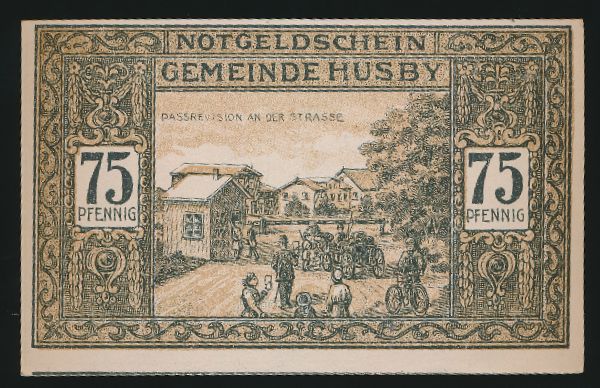 NOTGELDSCHEIN
GEMEINDE HUSBY
PASSREVISION AN DER STRASSE
75
PFENNIG
75
PFENNIG